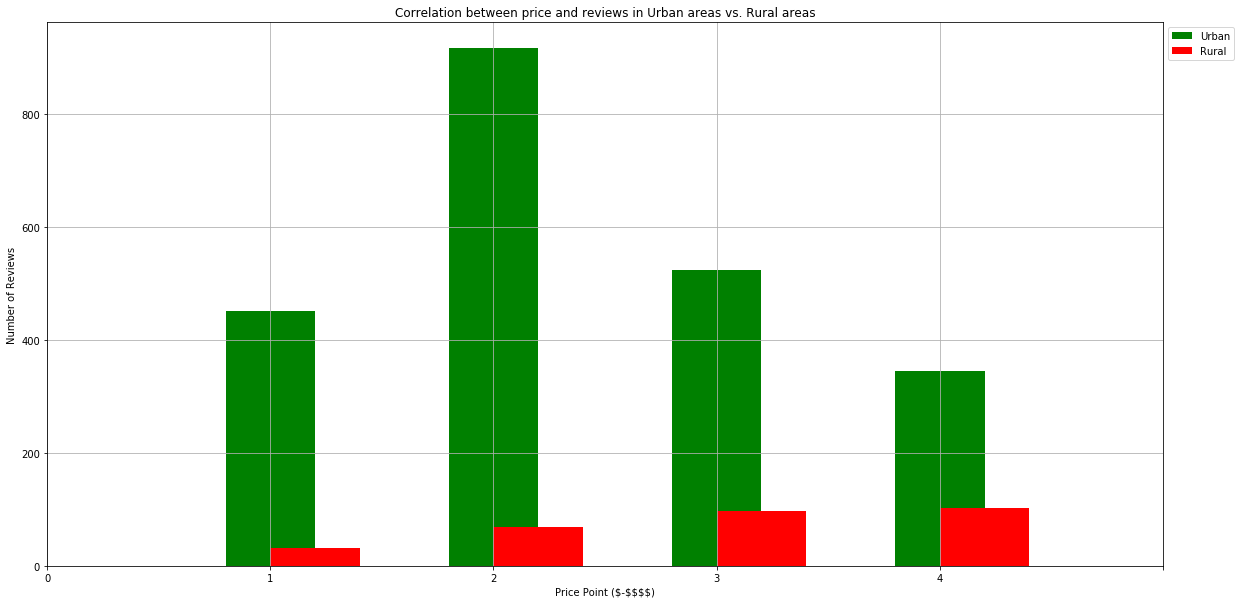 Correlation between price and reviews in Urban areas vs. Rural areas
Urban
Rural
Number of Reviews
800
600
400
200
0
0 1 2 3 4
Price Point ($-$$$$)